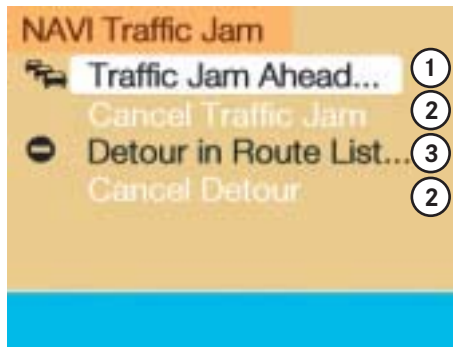 NAVI Traffic Jam
Traffic Jam Ahead... 1
Cancel Traffic Jam 2
Detour in Route List... 3
Cancel Detour 2